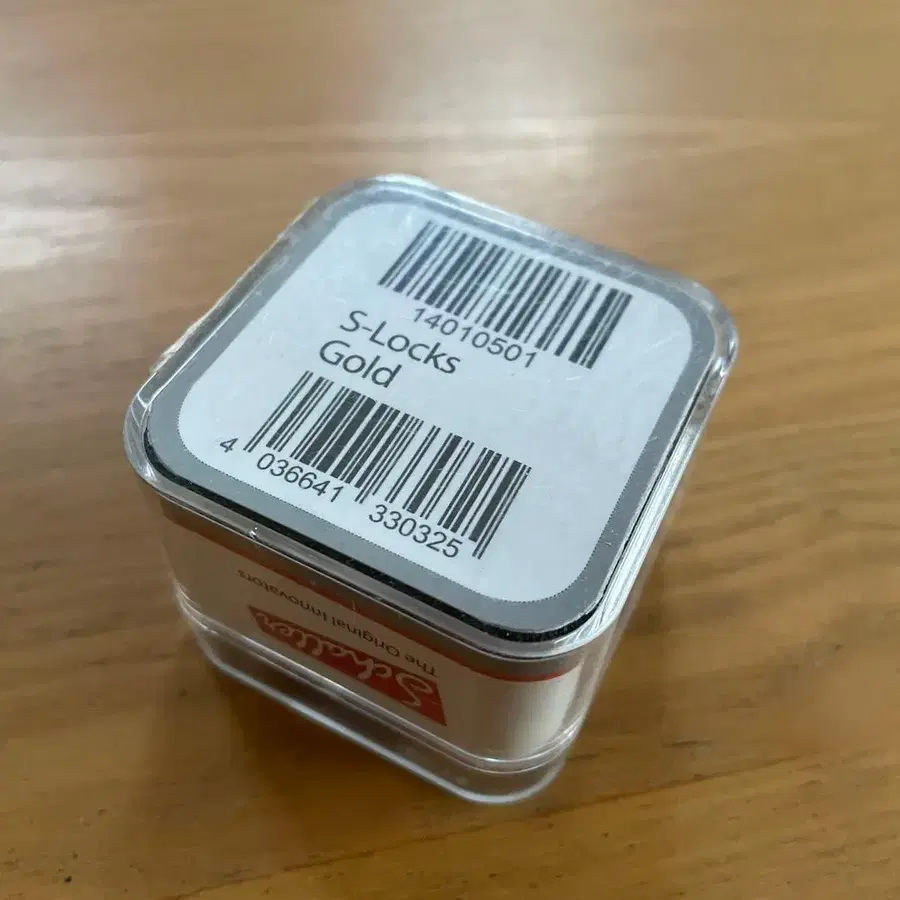 14010501
S-Locks
Gold
4 036641 330325
Schaller
The Original Innovators